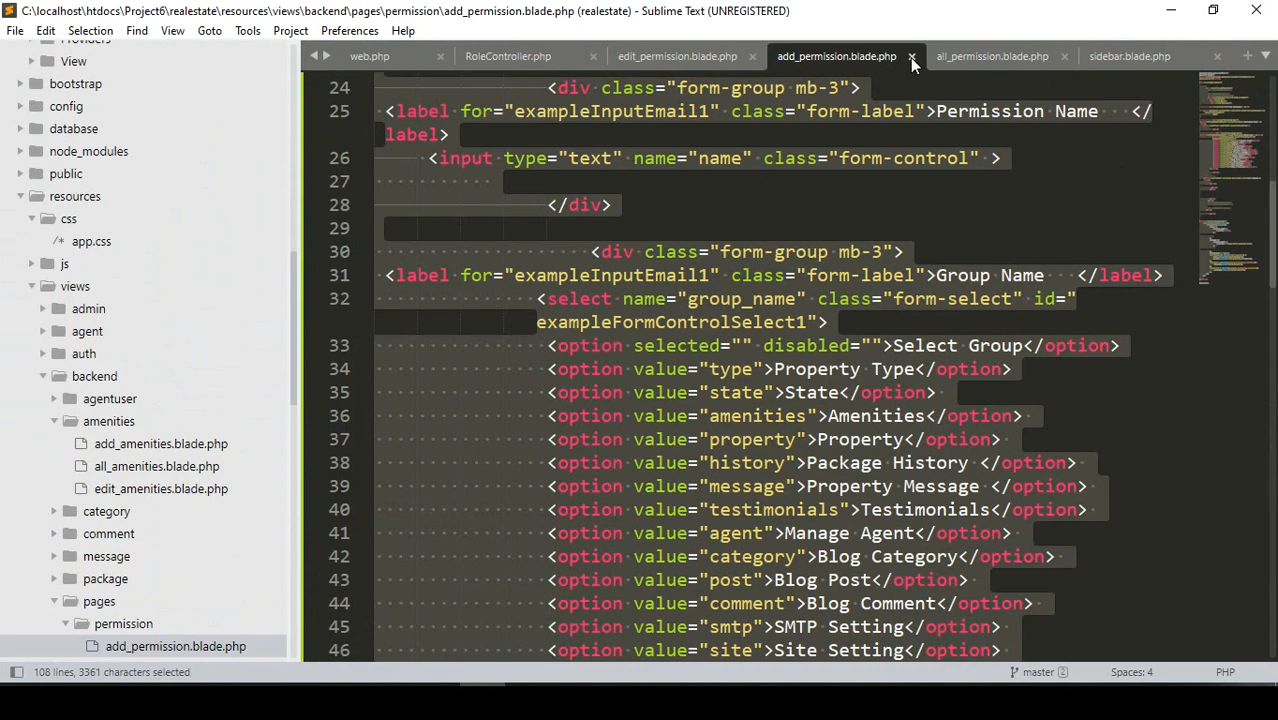 C:\localhost\htdocs\Project6\realestate\resources\views\backend\pages\permission\add_permission.blade.php (realestate) - Sublime Text (UNREGISTERED)
File Edit Selection Find View Goto Tools Project Preferences Help
web.php RoleController.php edit_permission.blade.php add_permission.blade.php all_permission.blade.php sidebar.blade.php
Providers
View
bootstrap
config
database
node_modules
public
resources
css
/* app.css
js
views
admin
agent
auth
backend
agentuser
amenities
add_amenities.blade.php
all_amenities.blade.php
edit_amenities.blade.php
category
comment
message
package
pages
permission
add_permission.blade.php
24 <div class="form-group mb-3">
25 <label for="exampleInputEmail1" class="form-label">Permission Name </
label>
26 <input type="text" name="name" class="form-control" >
27
28 </div>
29
30 <div class="form-group mb-3">
31 <label for="exampleInputEmail1" class="form-label">Group Name </label>
32 <select name="group_name" class="form-select" id="
exampleFormControlSelect1">
33 <option selected="" disabled="">Select Group</option>
34 <option value="type">Property Type</option>
35 <option value="state">State</option>
36 <option value="amenities">Amenities</option>
37 <option value="property">Property</option>
38 <option value="history">Package History </option>
39 <option value="message">Property Message </option>
40 <option value="testimonials">Testimonials</option>
41 <option value="agent">Manage Agent</option>
42 <option value="category">Blog Category</option>
43 <option value="post">Blog Post</option>
44 <option value="comment">Blog Comment</option>
45 <option value="smtp">SMTP Setting</option>
46 <option value="site">Site Setting</option>
108 lines, 3361 characters selected master 2 Spaces: 4 PHP